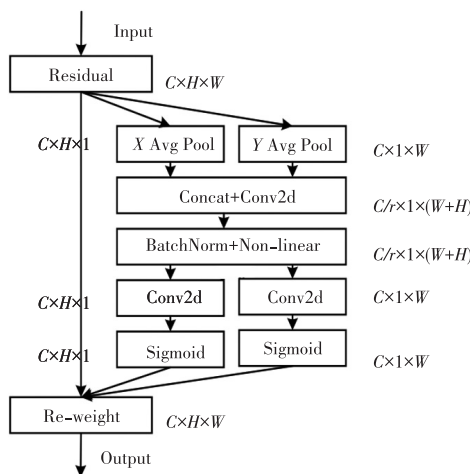 Input
Residual
C×H×W
C×H×1
X Avg Pool
Y Avg Pool
C×1×W
Concat+Conv2d
C/r×1×(W+H)
BatchNorm+Non-linear
C/r×1×(W+H)
C×H×1
Conv2d
Conv2d
C×1×W
C×H×1
Sigmoid
Sigmoid
C×1×W
Re-weight
C×H×W
Output